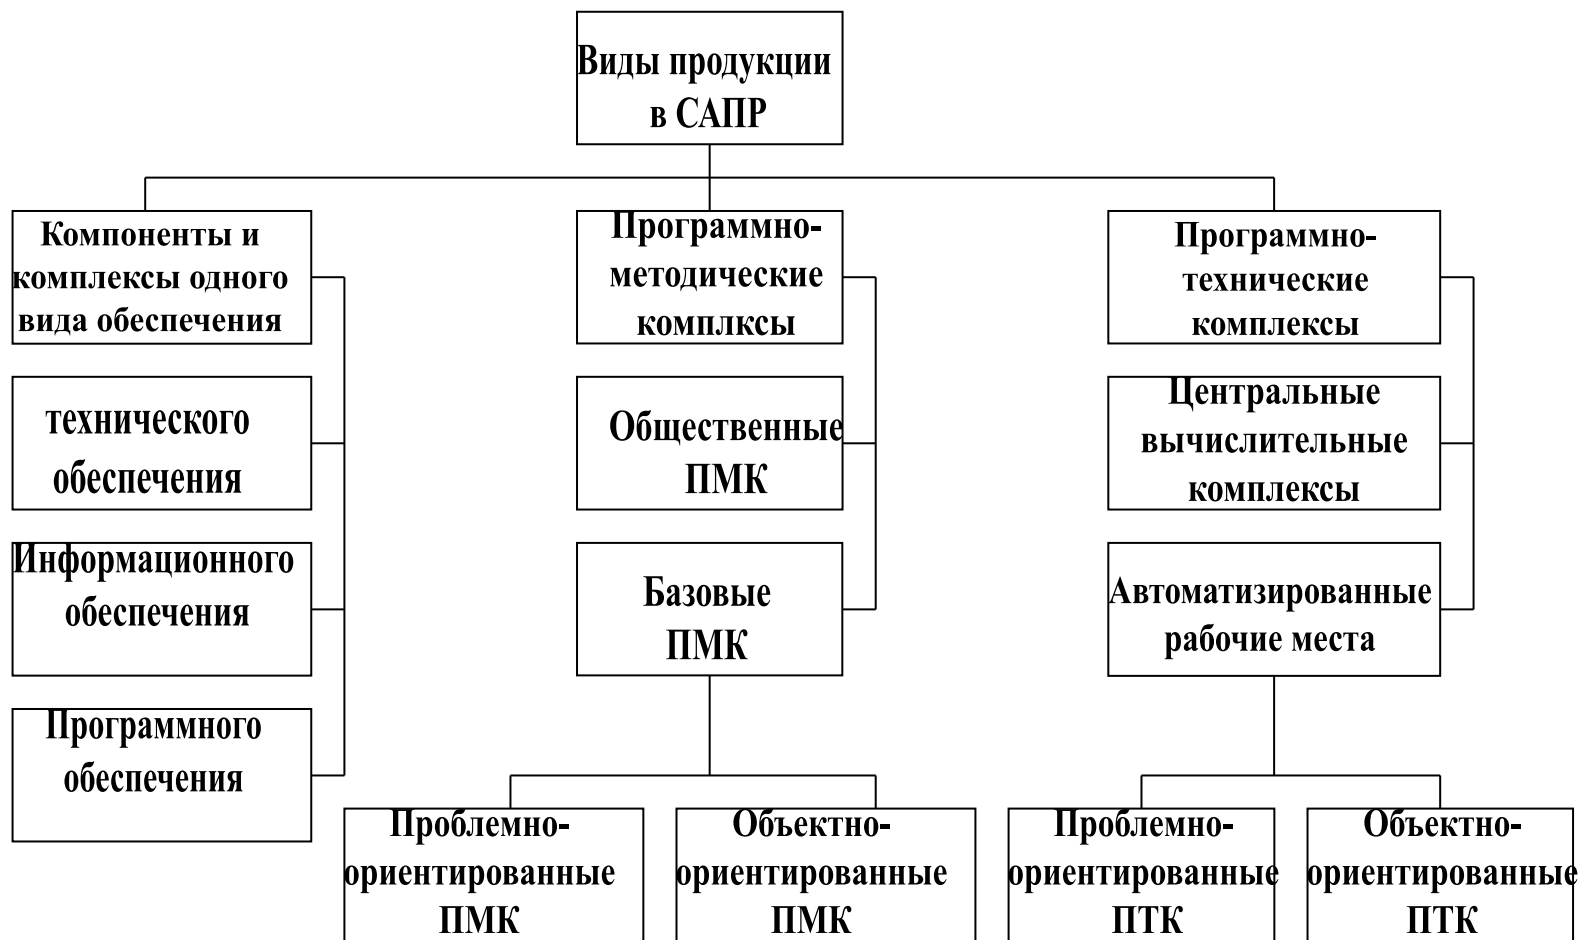 Виды продукции
в САПР
Компоненты и
комплексы одного
вида обеспечения
Программно-
методические
комплксы
Программно-
технические
комплексы
технического
обеспечения
Общественные
ПМК
Центральные
вычислительные
комплексы
Информационного
обеспечения
Базовые
ПМК
Автоматизированные
рабочие места
Программного
обеспечения
Проблемно-
ориентированные
ПМК
Объектно-
ориентированные
ПМК
Проблемно-
ориентированные
ПТК
Объектно-
ориентированные
ПТК